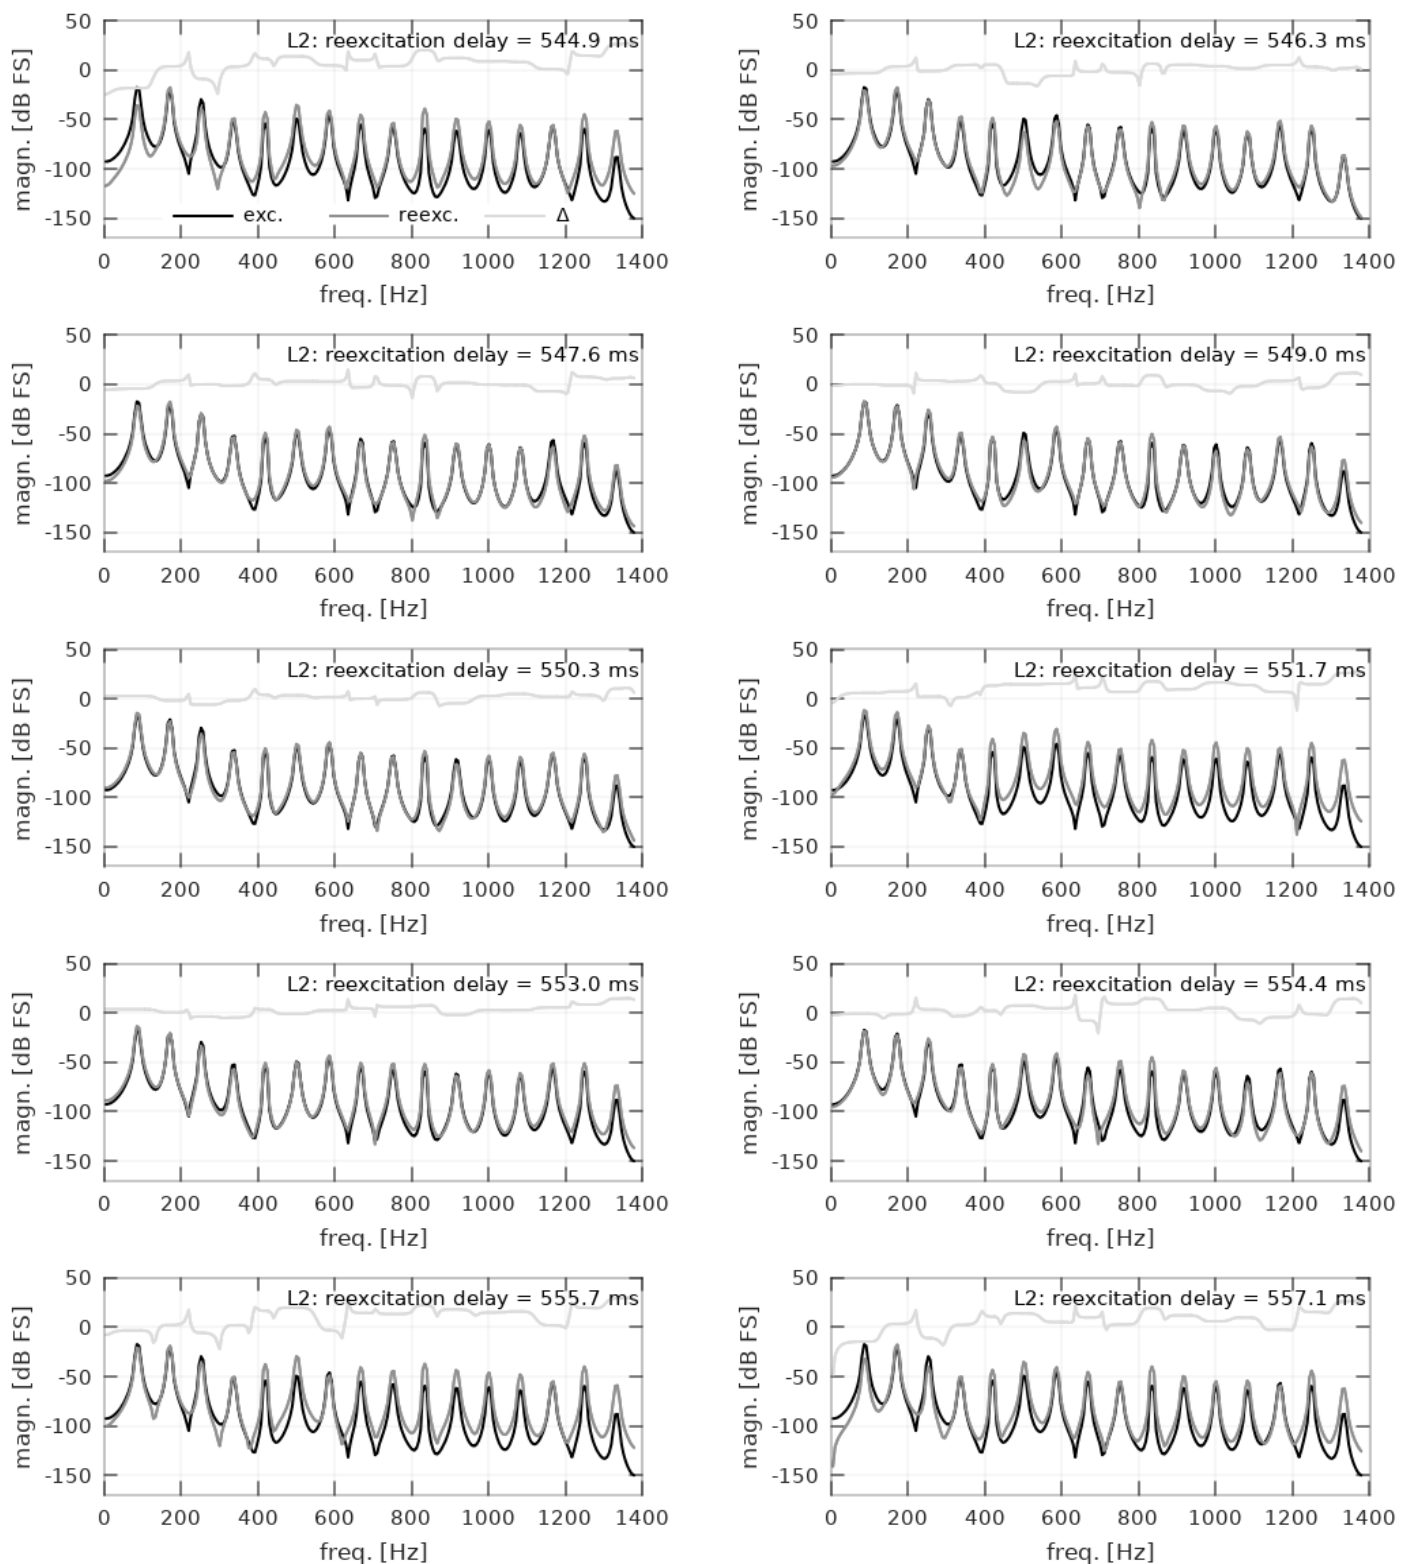 50
L2: reexcitation delay = 544.9 ms
0
-50
-100
-150
magn. [dB FS]
exc. reexc. Δ
0 200 400 600 800 1000 1200 1400
freq. [Hz]
50
L2: reexcitation delay = 546.3 ms
0
-50
-100
-150
magn. [dB FS]
0 200 400 600 800 1000 1200 1400
freq. [Hz]
50
L2: reexcitation delay = 547.6 ms
0
-50
-100
-150
magn. [dB FS]
0 200 400 600 800 1000 1200 1400
freq. [Hz]
50
L2: reexcitation delay = 549.0 ms
0
-50
-100
-150
magn. [dB FS]
0 200 400 600 800 1000 1200 1400
freq. [Hz]
50
L2: reexcitation delay = 550.3 ms
0
-50
-100
-150
magn. [dB FS]
0 200 400 600 800 1000 1200 1400
freq. [Hz]
50
L2: reexcitation delay = 551.7 ms
0
-50
-100
-150
magn. [dB FS]
0 200 400 600 800 1000 1200 1400
freq. [Hz]
50
L2: reexcitation delay = 553.0 ms
0
-50
-100
-150
magn. [dB FS]
0 200 400 600 800 1000 1200 1400
freq. [Hz]
50
L2: reexcitation delay = 554.4 ms
0
-50
-100
-150
magn. [dB FS]
0 200 400 600 800 1000 1200 1400
freq. [Hz]
50
L2: reexcitation delay = 555.7 ms
0
-50
-100
-150
magn. [dB FS]
0 200 400 600 800 1000 1200 1400
freq. [Hz]
50
L2: reexcitation delay = 557.1 ms
0
-50
-100
-150
magn. [dB FS]
0 200 400 600 800 1000 1200 1400
freq. [Hz]